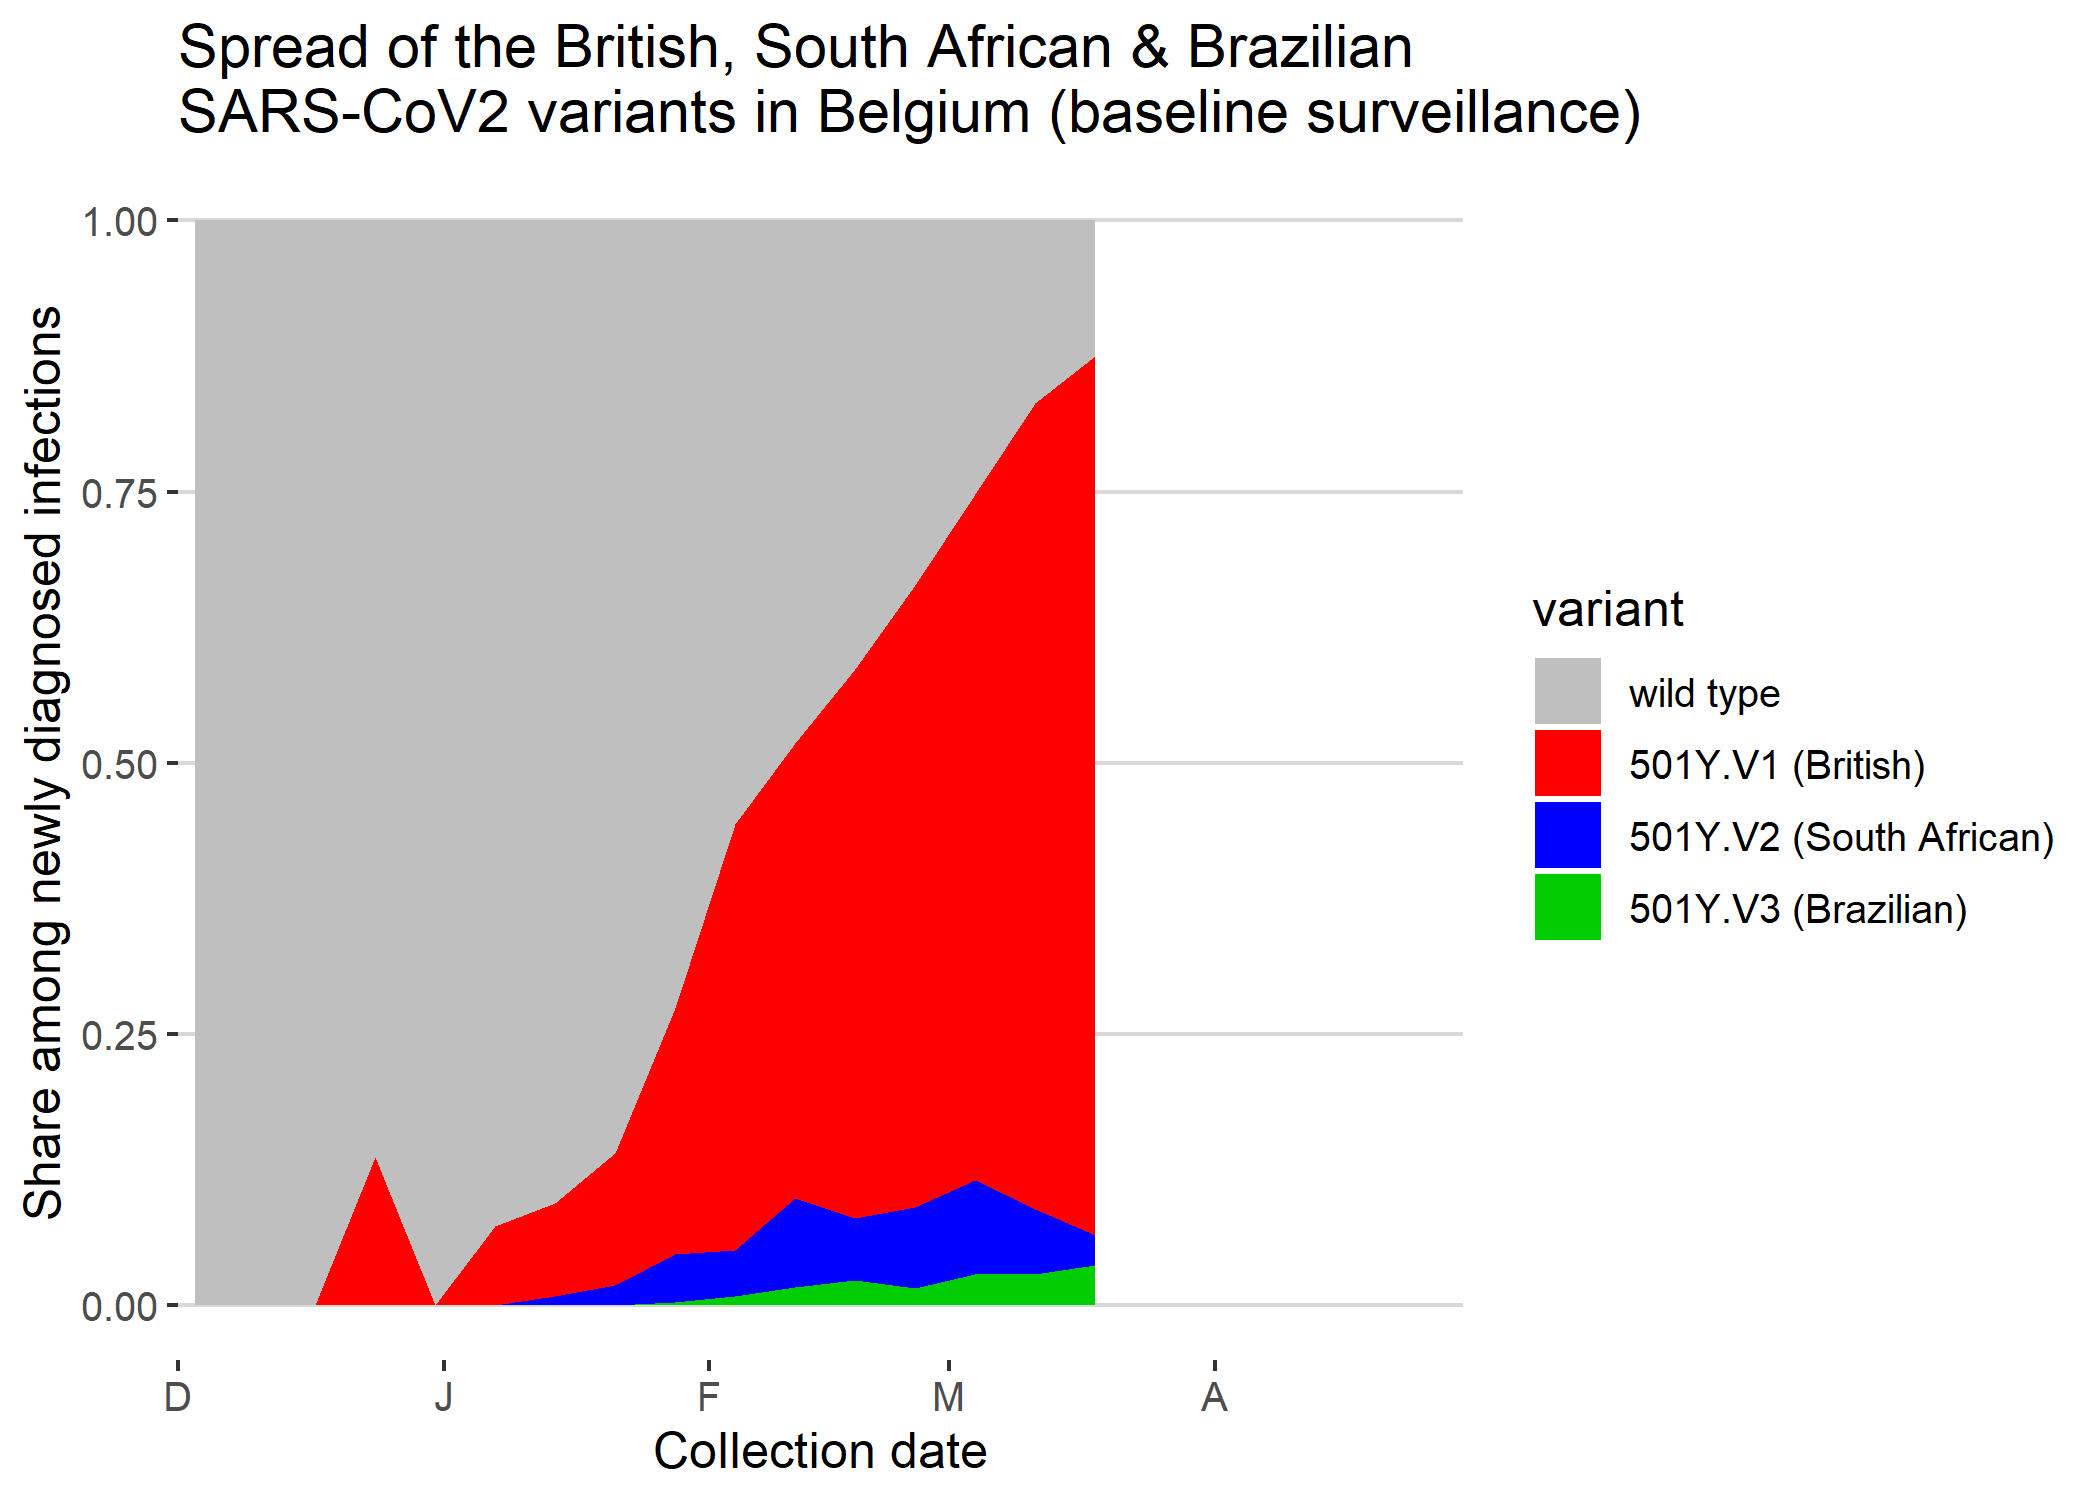 Spread of the British, South African & Brazilian
SARS-CoV2 variants in Belgium (baseline surveillance)
Share among newly diagnosed infections
1.00
0.75
0.50
0.25
0.00
D J F M A
Collection date
variant
wild type
501Y.V1 (British)
501Y.V2 (South African)
501Y.V3 (Brazilian)